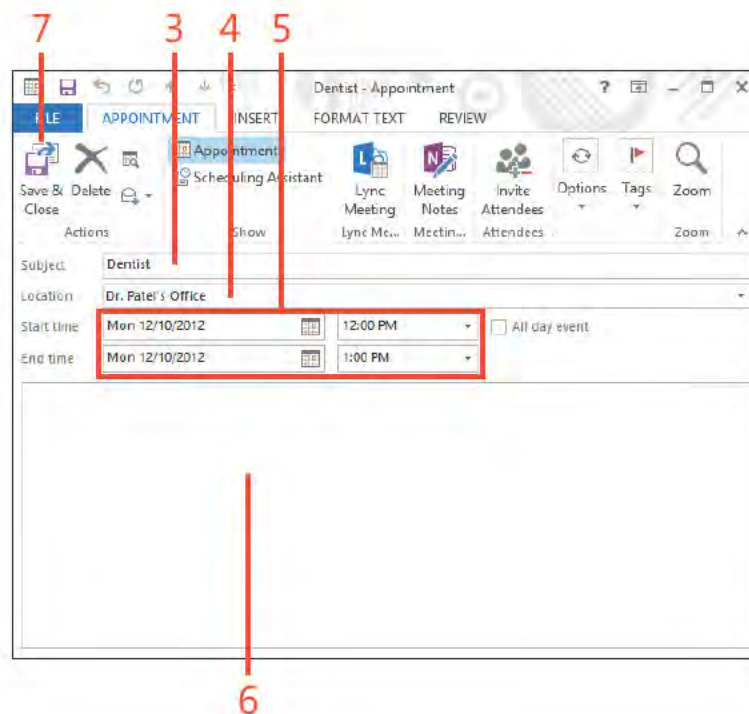 7 3 4 5
Dentist - Appointment ?
FILE APPOINTMENT INSERT FORMAT TEXT REVIEW
Save & Close
Delete
Appointment
Scheduling Assistant
Lync Meeting
Meeting Notes
Invite Attendees
Options
Tags
Zoom
Actions Show Lync Me... Meetin... Attendees Zoom
Subject Dentist
Location Dr. Patel's Office
Start time Mon 12/10/2012 12:00 PM All day event
End time Mon 12/10/2012 1:00 PM
6